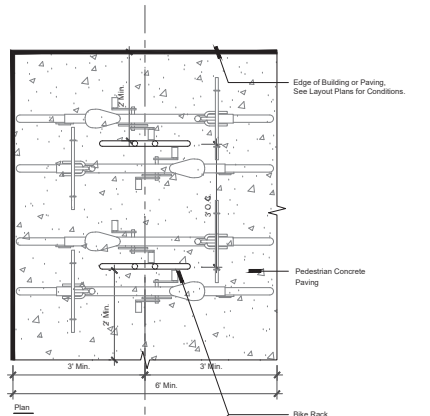 2' Min.
Edge of Building or Paving,
See Layout Plans for Conditions.
3' O.C.
Pedestrian Concrete
Paving
2' Min.
3' Min.
3' Min.
6' Min.
Plan
Bike Rack